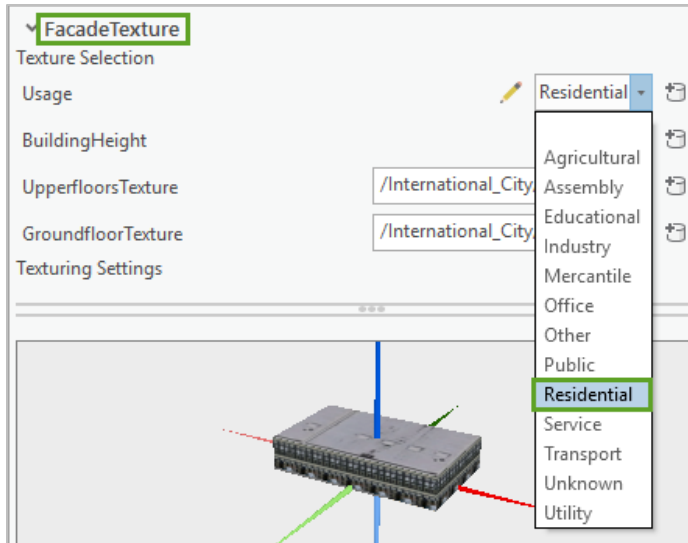 FacadeTexture
Texture Selection
Usage
Residential
BuildingHeight
UpperfloorsTexture
/International_City
GroundfloorTexture
/International_City
Texturing Settings
Agricultural
Assembly
Educational
Industry
Mercantile
Office
Other
Public
Residential
Service
Transport
Unknown
Utility